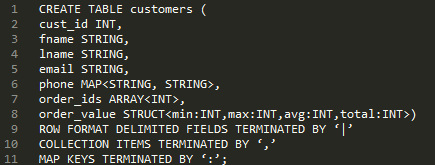 1 CREATE TABLE customers (
2 cust_id INT,
3 fname STRING,
4 lname STRING,
5 email STRING,
6 phone MAP<STRING, STRING>,
7 order_ids ARRAY<INT>,
8 order_value STRUCT<min:INT,max:INT,avg:INT,total:INT>)
9 ROW FORMAT DELIMITED FIELDS TERMINATED BY ‘|’
10 COLLECTION ITEMS TERMINATED BY ‘,’
11 MAP KEYS TERMINATED BY ‘:’;